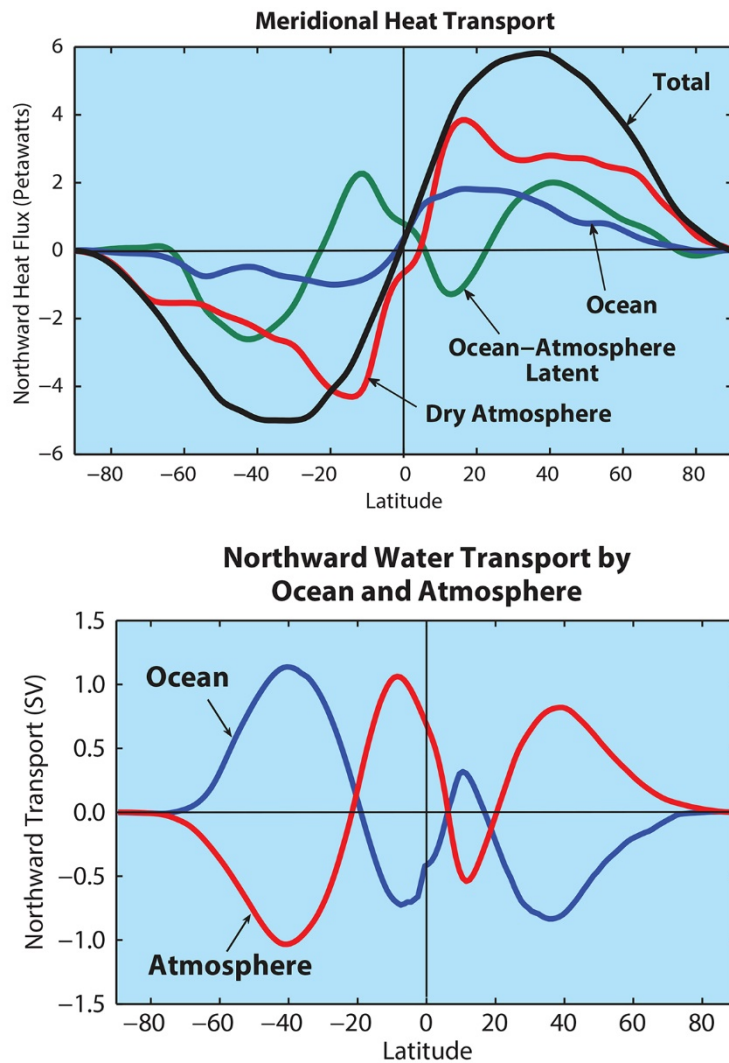 Meridional Heat Transport
Northward Heat Flux (Petawatts)
6
4
2
0
−2
−4
−6
Total
Ocean
Ocean−Atmosphere
Latent
Dry Atmosphere
−80 −60 −40 −20 0 20 40 60 80
Latitude
Northward Water Transport by
Ocean and Atmosphere
Northward Transport (SV)
1.5
1.0
0.5
0.0
−0.5
−1.0
−1.5
Ocean
Atmosphere
−80 −60 −40 −20 0 20 40 60 80
Latitude